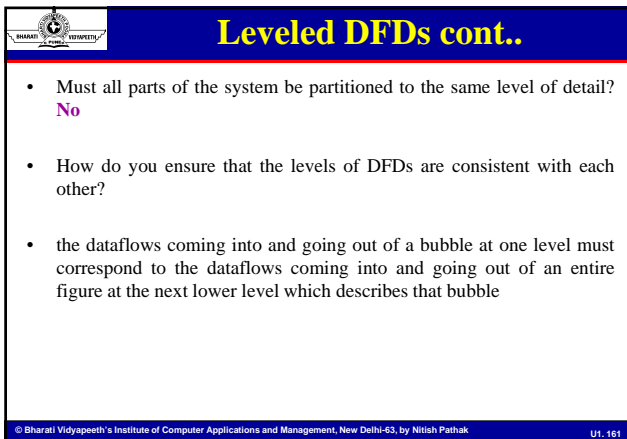 BHARATI VIDYAPEETH
PUNE
Leveled DFDs cont..
• Must all parts of the system be partitioned to the same level of detail?
No
• How do you ensure that the levels of DFDs are consistent with each
other?
• the dataflows coming into and going out of a bubble at one level must
correspond to the dataflows coming into and going out of an entire
figure at the next lower level which describes that bubble
© Bharati Vidyapeeth's Institute of Computer Applications and Management, New Delhi-63, by Nitish Pathak
U1. 161